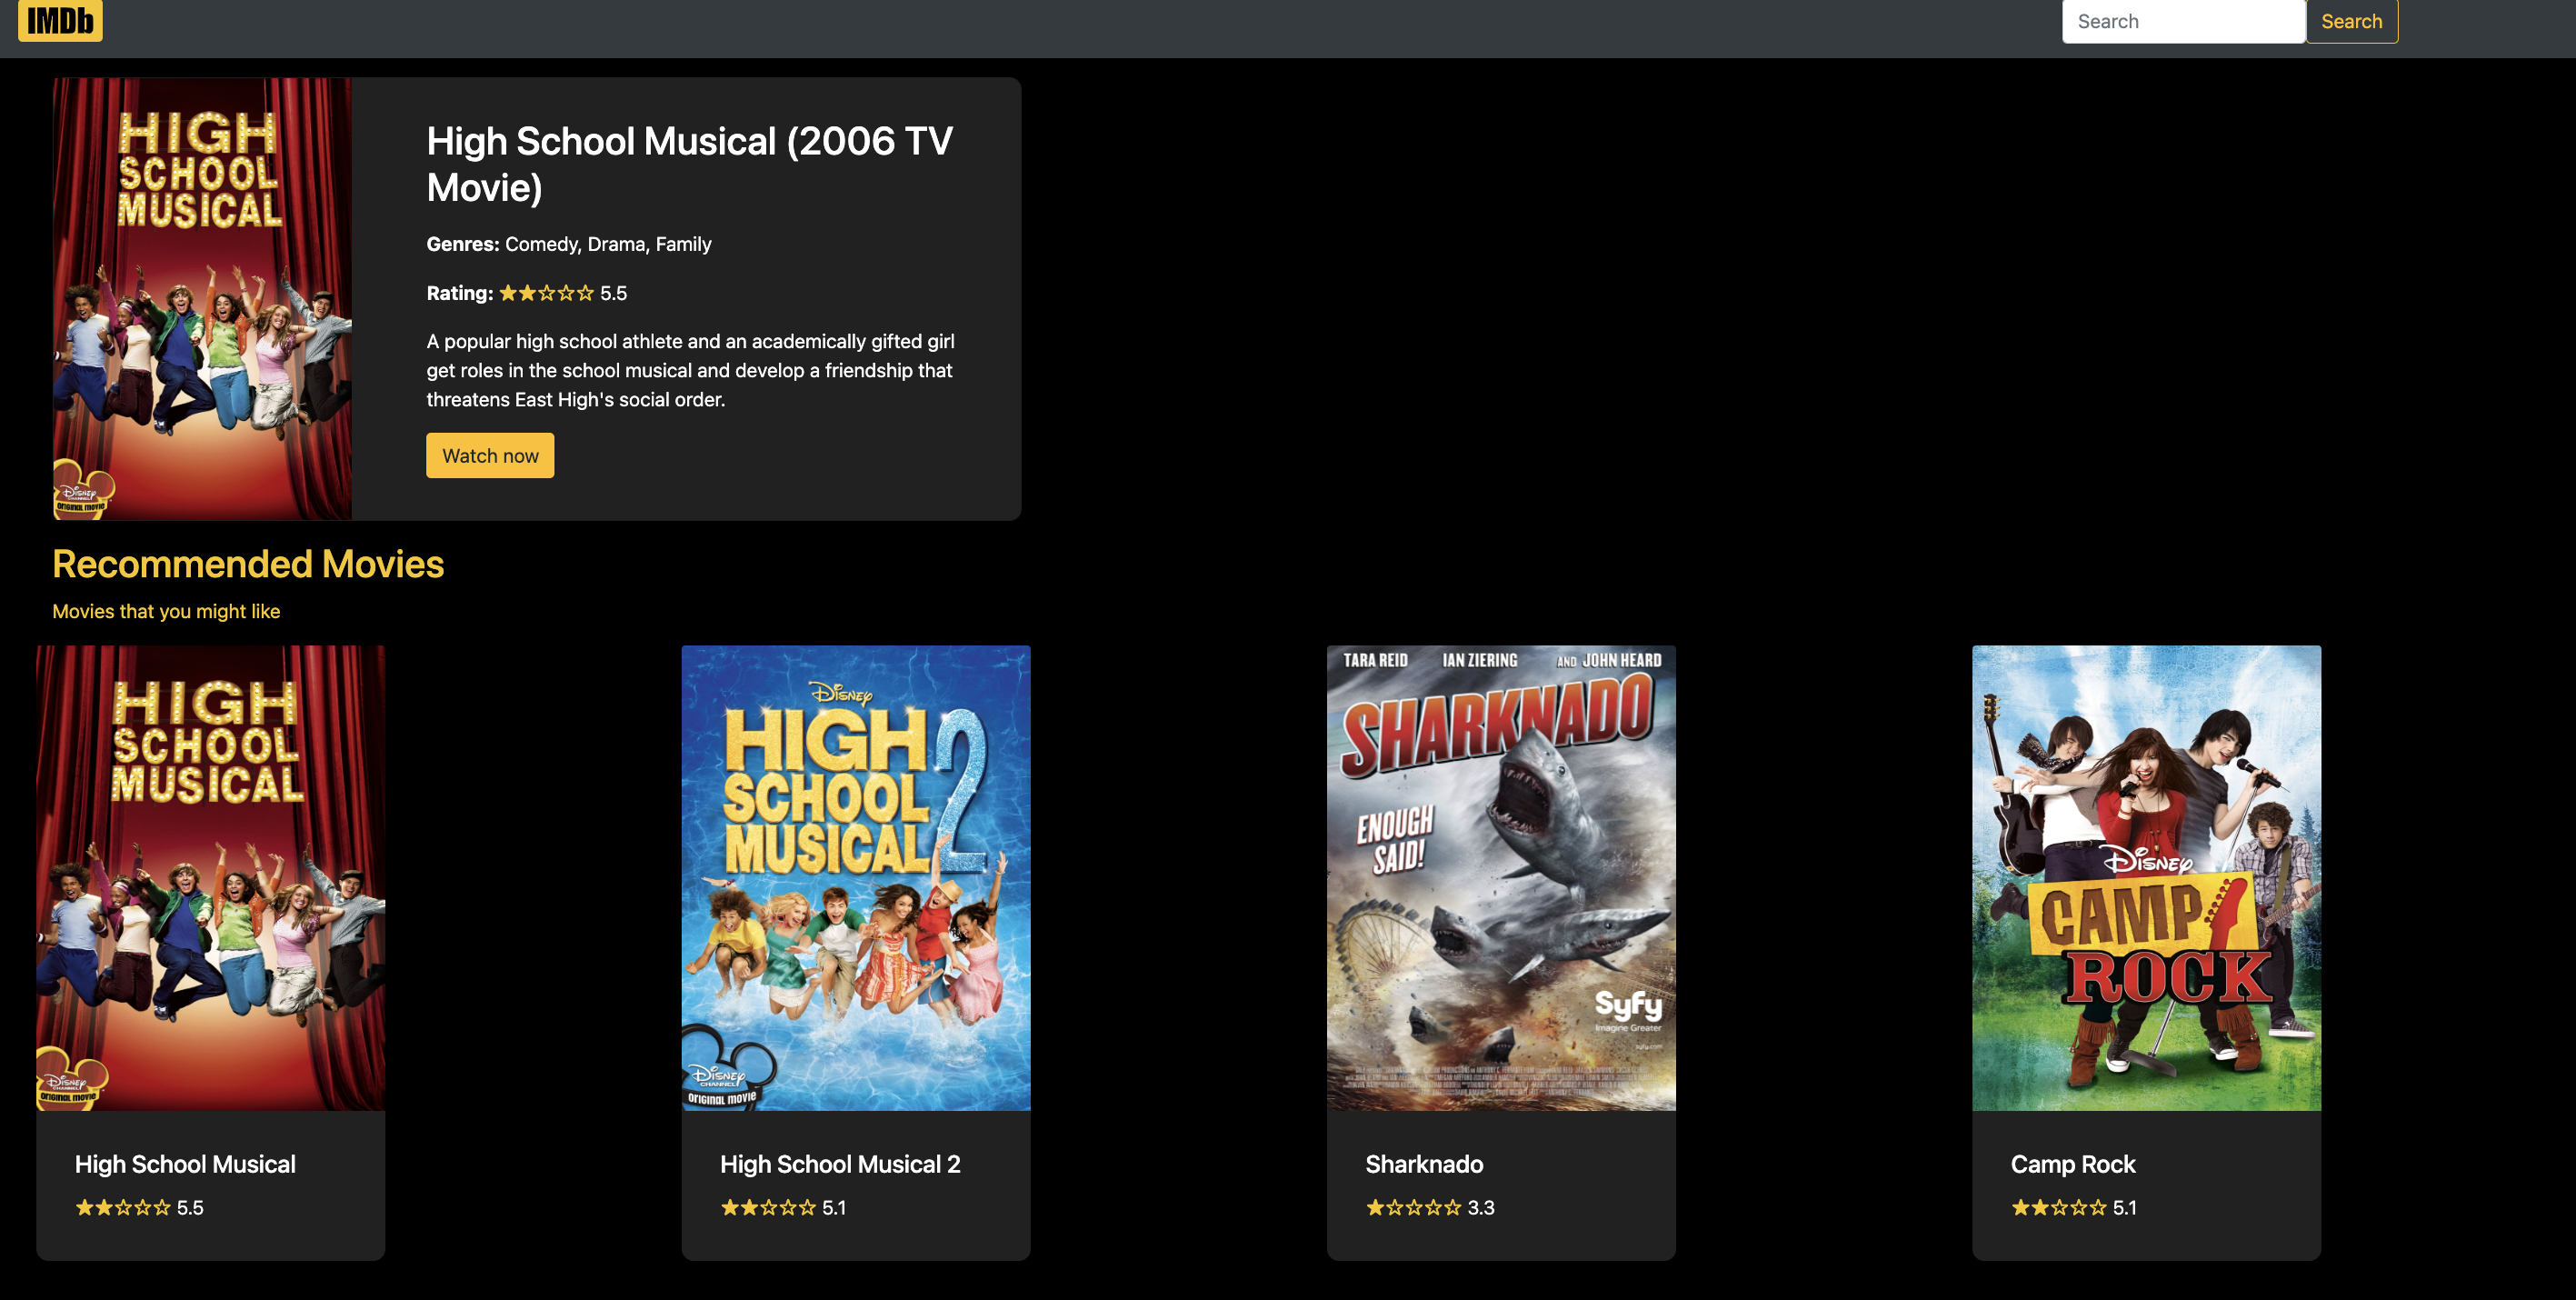 IMDb
Search
Search
HIGH
SCHOOL
MUSICAL
Disney
CHANNEL
ORIGINAL MOVIE
High School Musical (2006 TV
Movie)
Genres: Comedy, Drama, Family
Rating: ★★☆☆☆ 5.5
A popular high school athlete and an academically gifted girl
get roles in the school musical and develop a friendship that
threatens East High's social order.
Watch now
Recommended Movies
Movies that you might like
HIGH
SCHOOL
MUSICAL
Disney
CHANNEL
ORIGINAL MOVIE
High School Musical
★★☆☆☆ 5.5
Disney
HIGH
SCHOOL
MUSICAL 2
Disney
CHANNEL
ORIGINAL MOVIE
High School Musical 2
★★☆☆☆ 5.1
TARA REID IAN ZIERING AND JOHN HEARD
SHARKNADO
ENOUGH
SAID!
Syfy
Imagine Greater
syfy.com
Sharknado
★☆☆☆☆ 3.3
Disney
CAMP
ROCK
Camp Rock
★★☆☆☆ 5.1